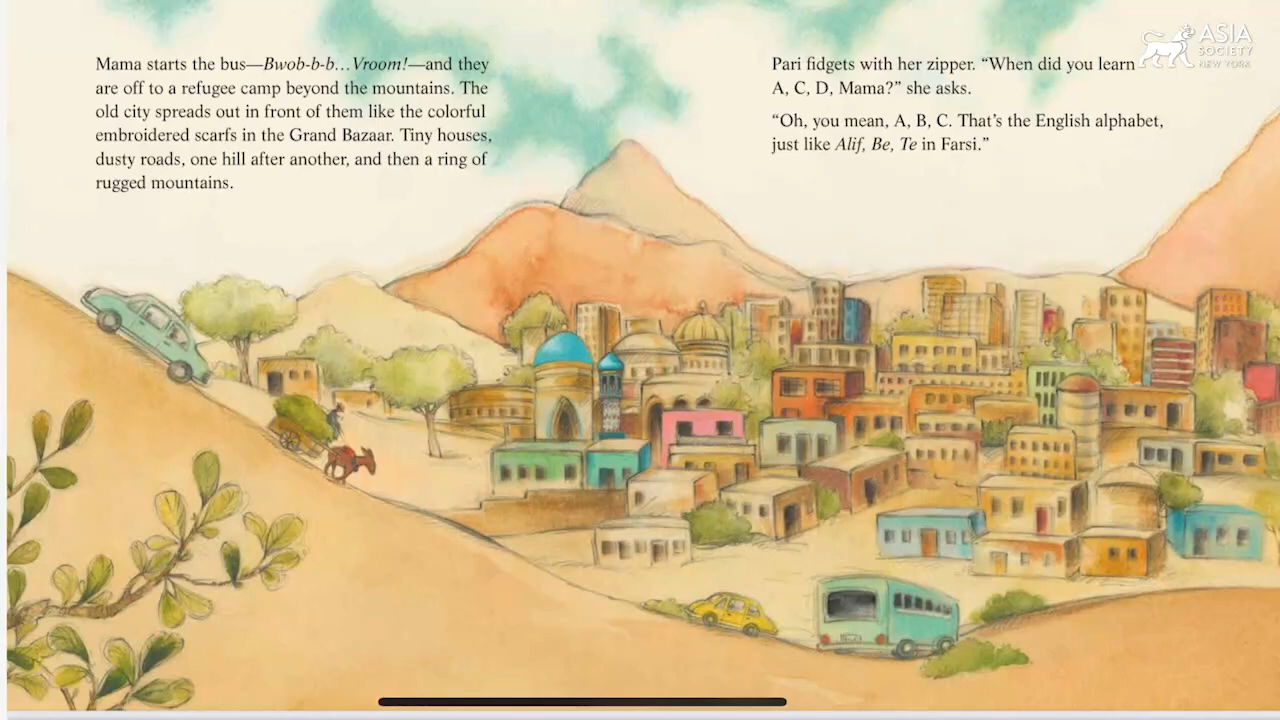 Mama starts the bus—Bwob-b-b…Vroom!—and they
are off to a refugee camp beyond the mountains. The
old city spreads out in front of them like the colorful
embroidered scarfs in the Grand Bazaar. Tiny houses,
dusty roads, one hill after another, and then a ring of
rugged mountains.
Pari fidgets with her zipper. “When did you learn
A, C, D, Mama?” she asks.
“Oh, you mean, A, B, C. That’s the English alphabet,
just like Alif, Be, Te in Farsi.”
ASIA
SOCIETY
NEW YORK